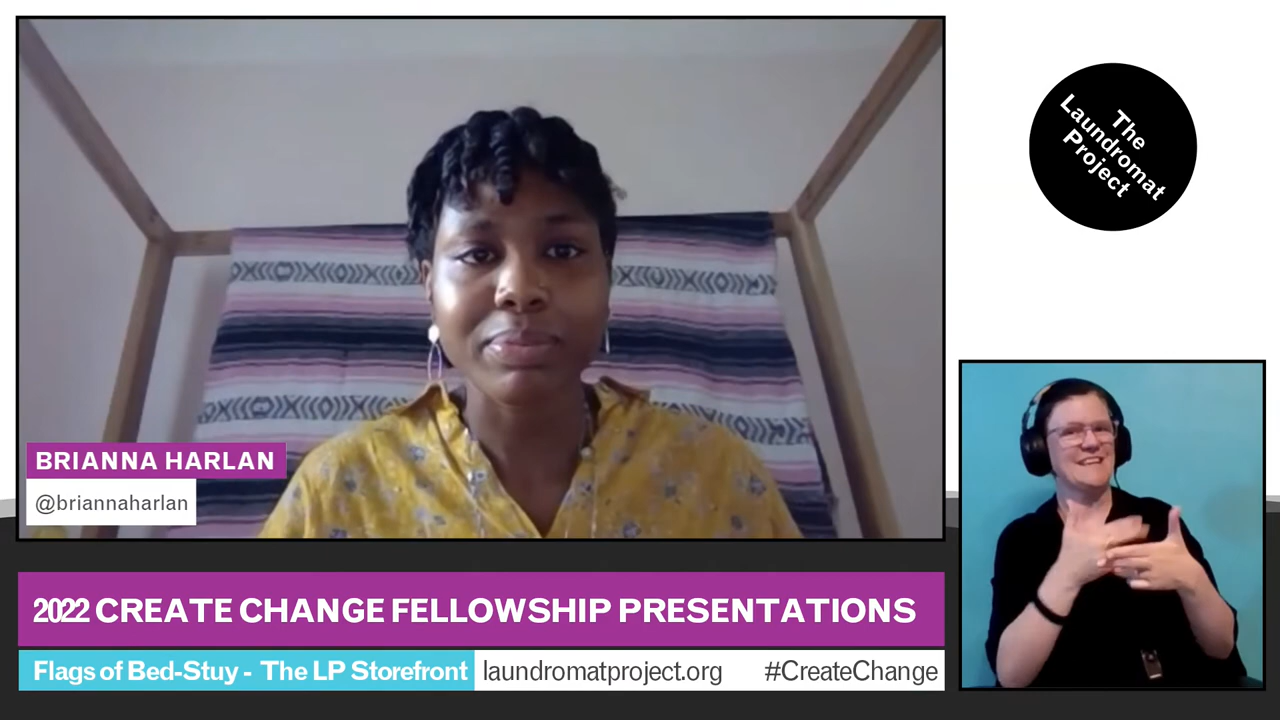 The
Laundromat
Project
BRIANNA HARLAN
@briannaharlan
2022 CREATE CHANGE FELLOWSHIP PRESENTATIONS
Flags of Bed-Stuy - The LP Storefront
laundromatproject.org
#CreateChange